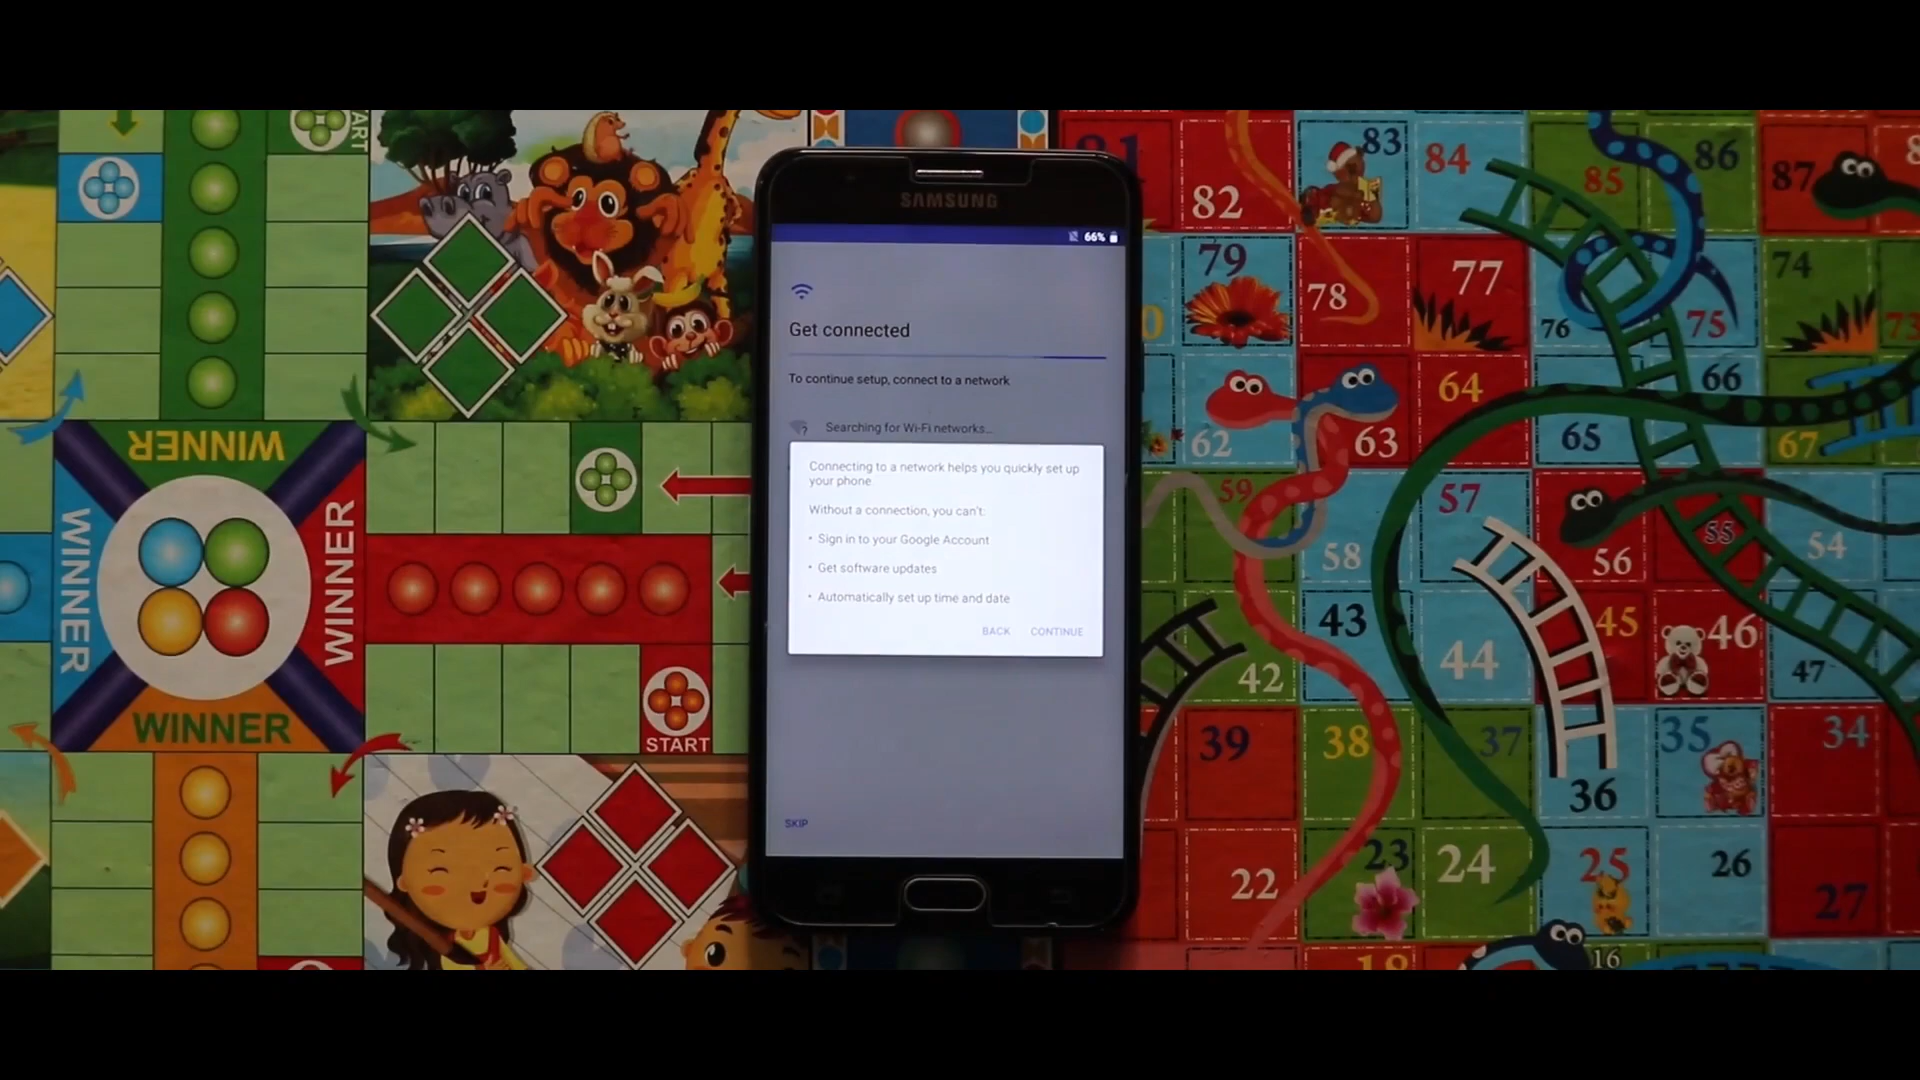 SAMSUNG
66%
Get connected
To continue setup, connect to a network
Searching for Wi-Fi networks...
Connecting to a network helps you quickly set up
your phone.
Without a connection, you can't:
• Sign in to your Google Account
• Get software updates
• Automatically set up time and date
BACK CONTINUE
SKIP
WINNER
WINNER
WINNER
WINNER
START
81 82 83 84 85 86 87
79 78 77 76 75 74 73
62 63 64 65 66 67
59 58 57 56 55 54
42 43 44 45 46 47
39 38 37 36 35 34
22 23 24 25 26 27
18 16